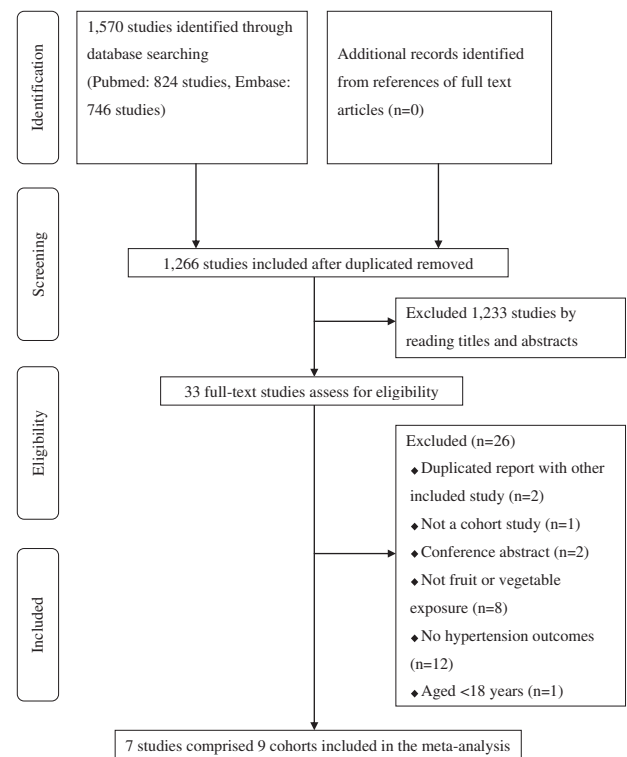 Identification
1,570 studies identified through
database searching
(Pubmed: 824 studies, Embase:
746 studies)
Additional records identified
from references of full text
articles (n=0)
Screening
1,266 studies included after duplicated removed
Excluded 1,233 studies by
reading titles and abstracts
Eligibility
33 full-text studies assess for eligibility
Excluded (n=26)
◆Duplicated report with other
included study (n=2)
◆Not a cohort study (n=1)
◆Conference abstract (n=2)
◆Not fruit or vegetable
exposure (n=8)
◆No hypertension outcomes
(n=12)
◆Aged <18 years (n=1)
Included
7 studies comprised 9 cohorts included in the meta-analysis